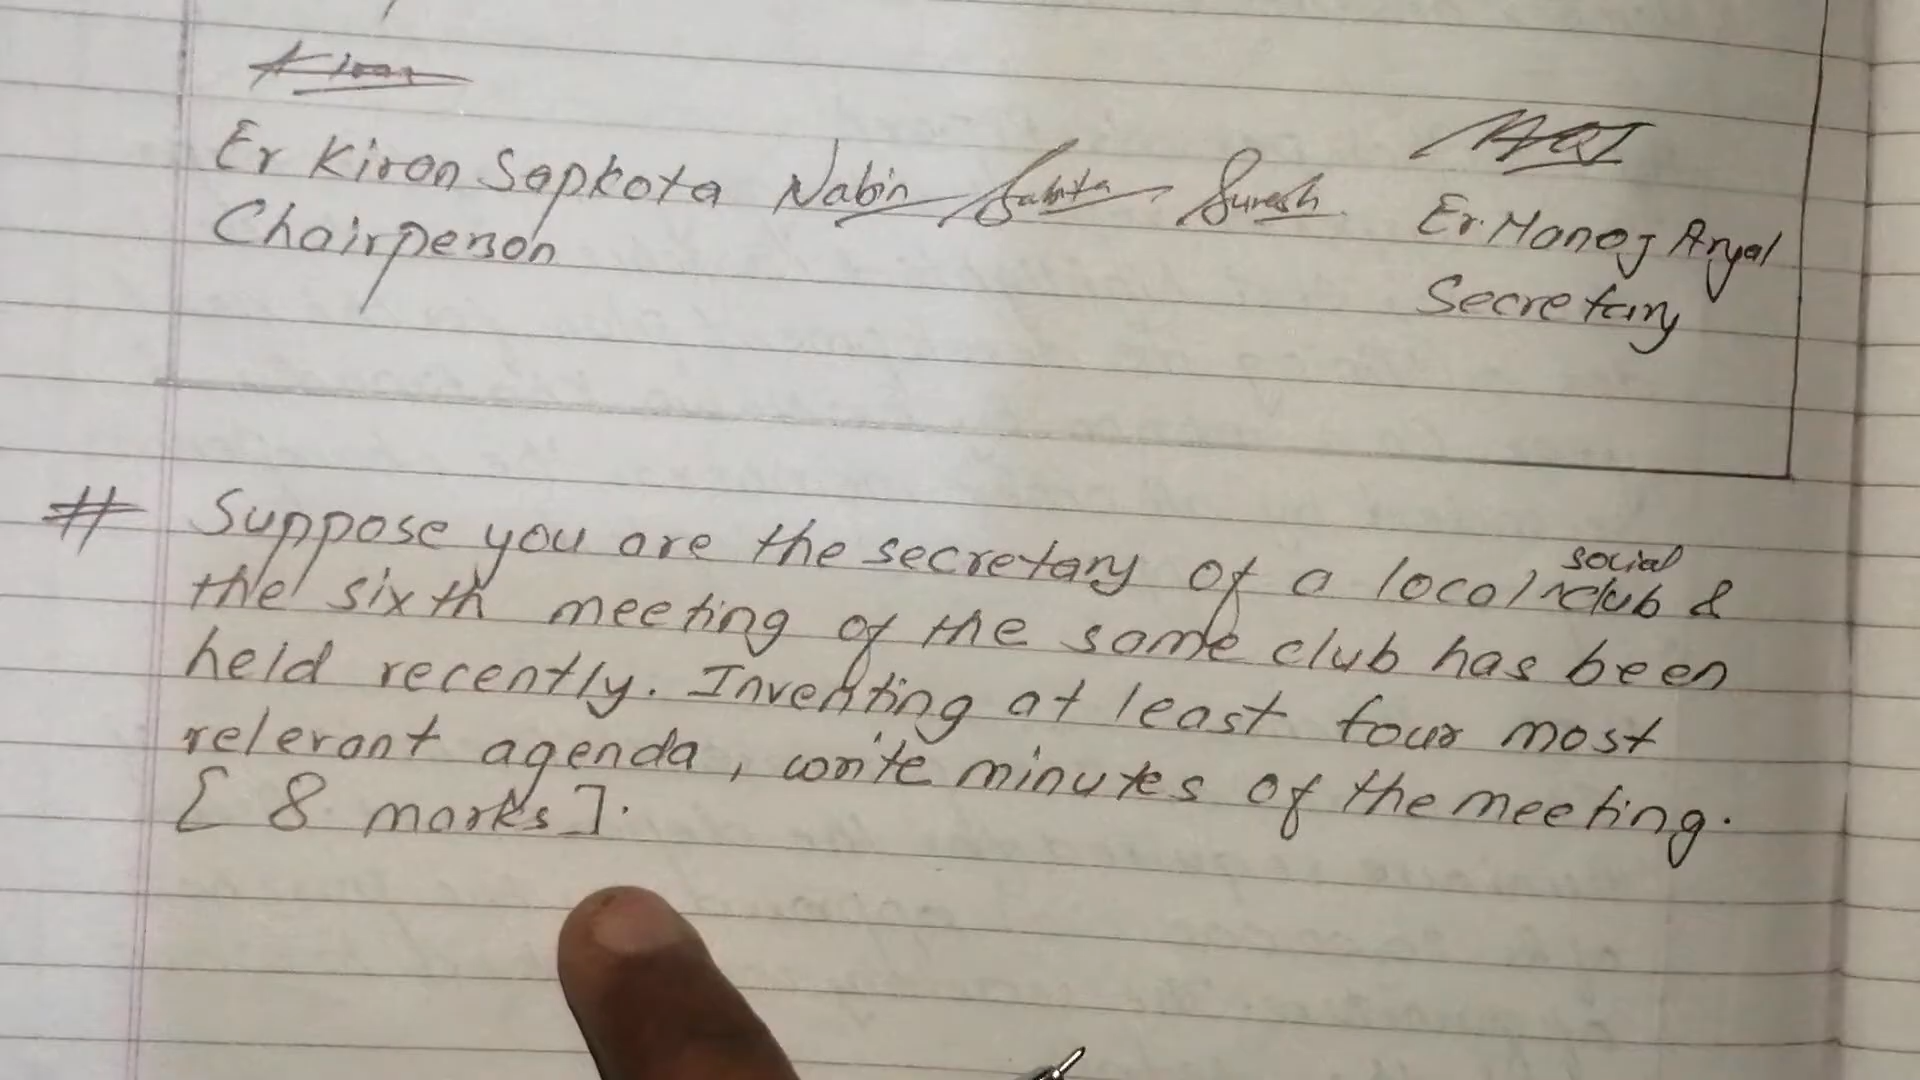 Kiran
Er Kiran Sapkota Nabin Sabita Suresh Er. Manoj Aryal
Chairperson Secretary
# Suppose you are the secretary of a local social club &
the sixth meeting of the same club has been
held recently. Inventing at least four most
relevant agenda, write minutes of the meeting.
[ 8 marks ].